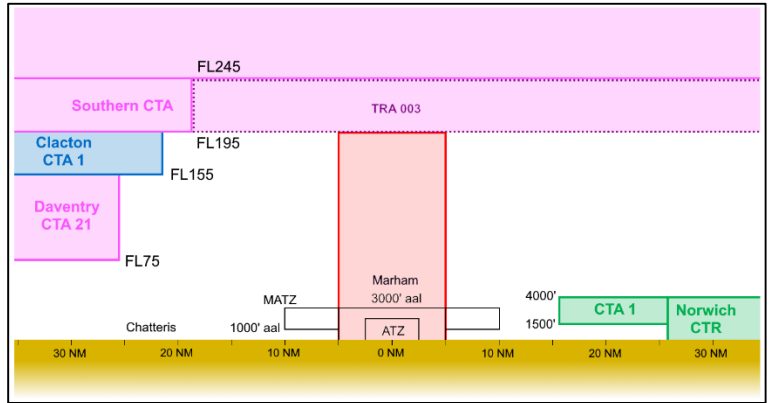 FL245
Southern CTA
TRA 003
Clacton
CTA 1
FL195
FL155
Daventry
CTA 21
FL75
Marham
MATZ
3000' aal
4000'
CTA 1
Norwich
CTR
Chatteris
1000' aal
ATZ
1500'
30 NM
20 NM
10 NM
0 NM
10 NM
20 NM
30 NM